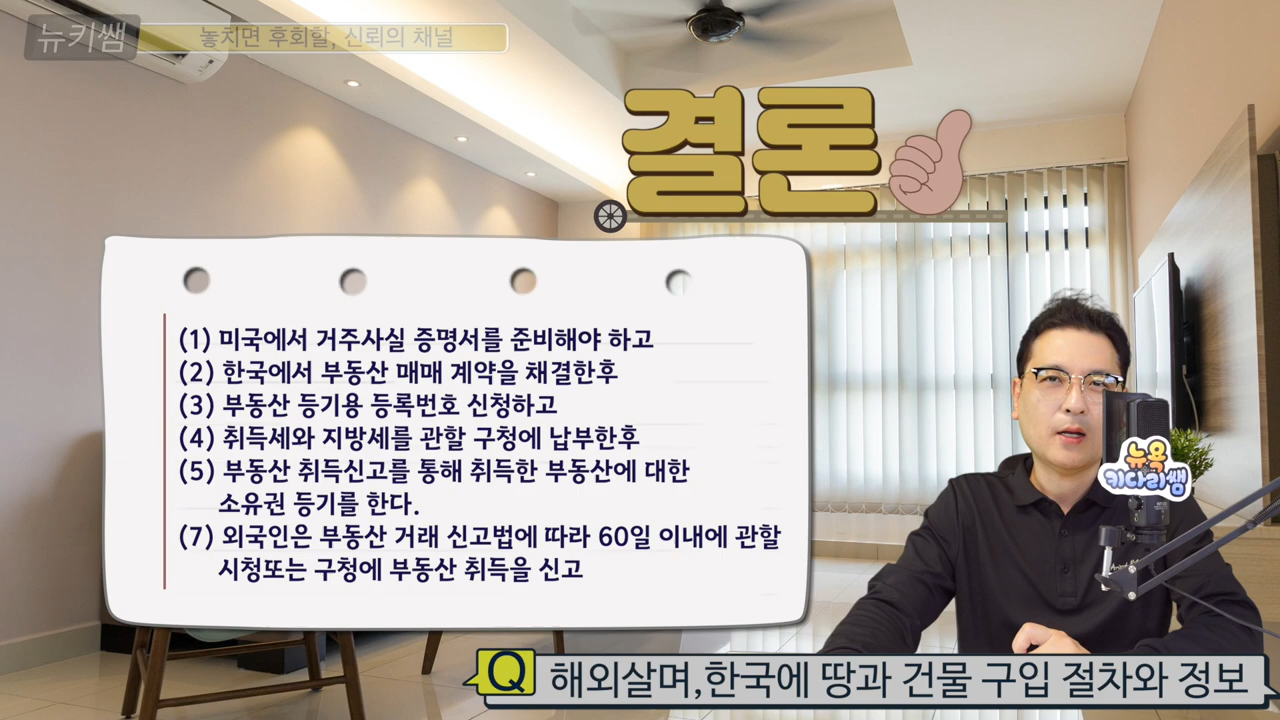 뉴키쌤
놓치면 후회할, 신뢰의 채널
결론
(1) 미국에서 거주사실 증명서를 준비해야 하고
(2) 한국에서 부동산 매매 계약을 채결한후
(3) 부동산 등기용 등록번호 신청하고
(4) 취득세와 지방세를 관할 구청에 납부한후
(5) 부동산 취득신고를 통해 취득한 부동산에 대한
소유권 등기를 한다.
(7) 외국인은 부동산 거래 신고법에 따라 60일 이내에 관할
시청또는 구청에 부동산 취득을 신고
뉴욕
키다리쌤
Q 해외살며,한국에 땅과 건물 구입 절차와 정보